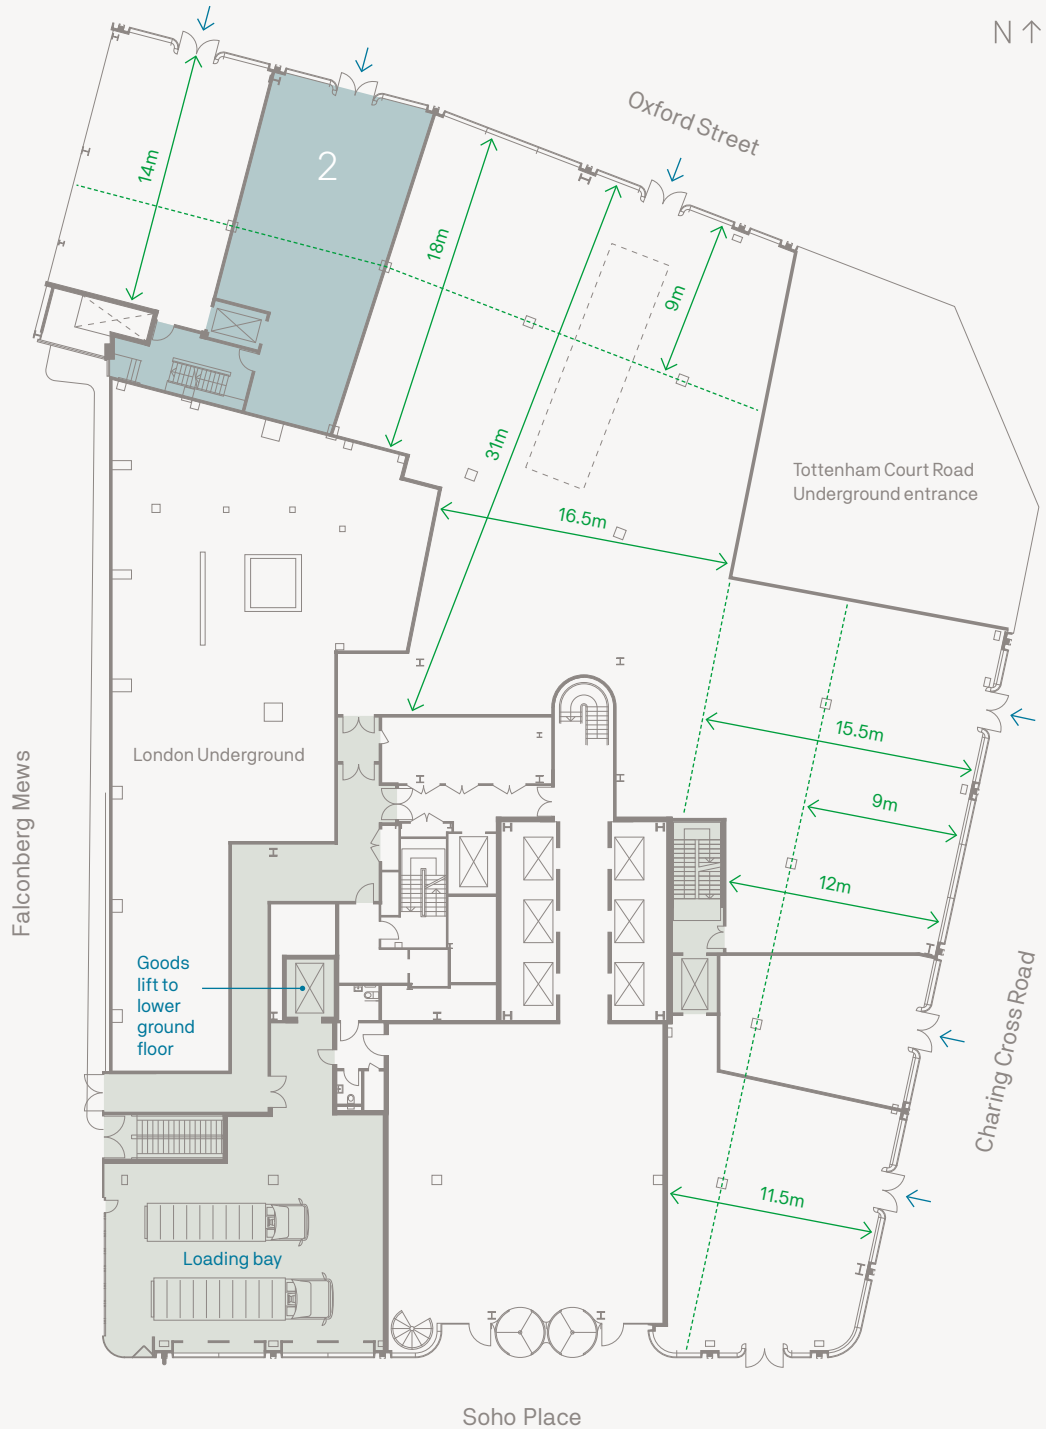 N
Oxford Street
2
14m
18m
9m
31m
Tottenham Court Road
Underground entrance
16.5m
15.5m
9m
12m
London Underground
Falconberg Mews
Goods
lift to
lower
ground
floor
Charing Cross Road
11.5m
Loading bay
Soho Place